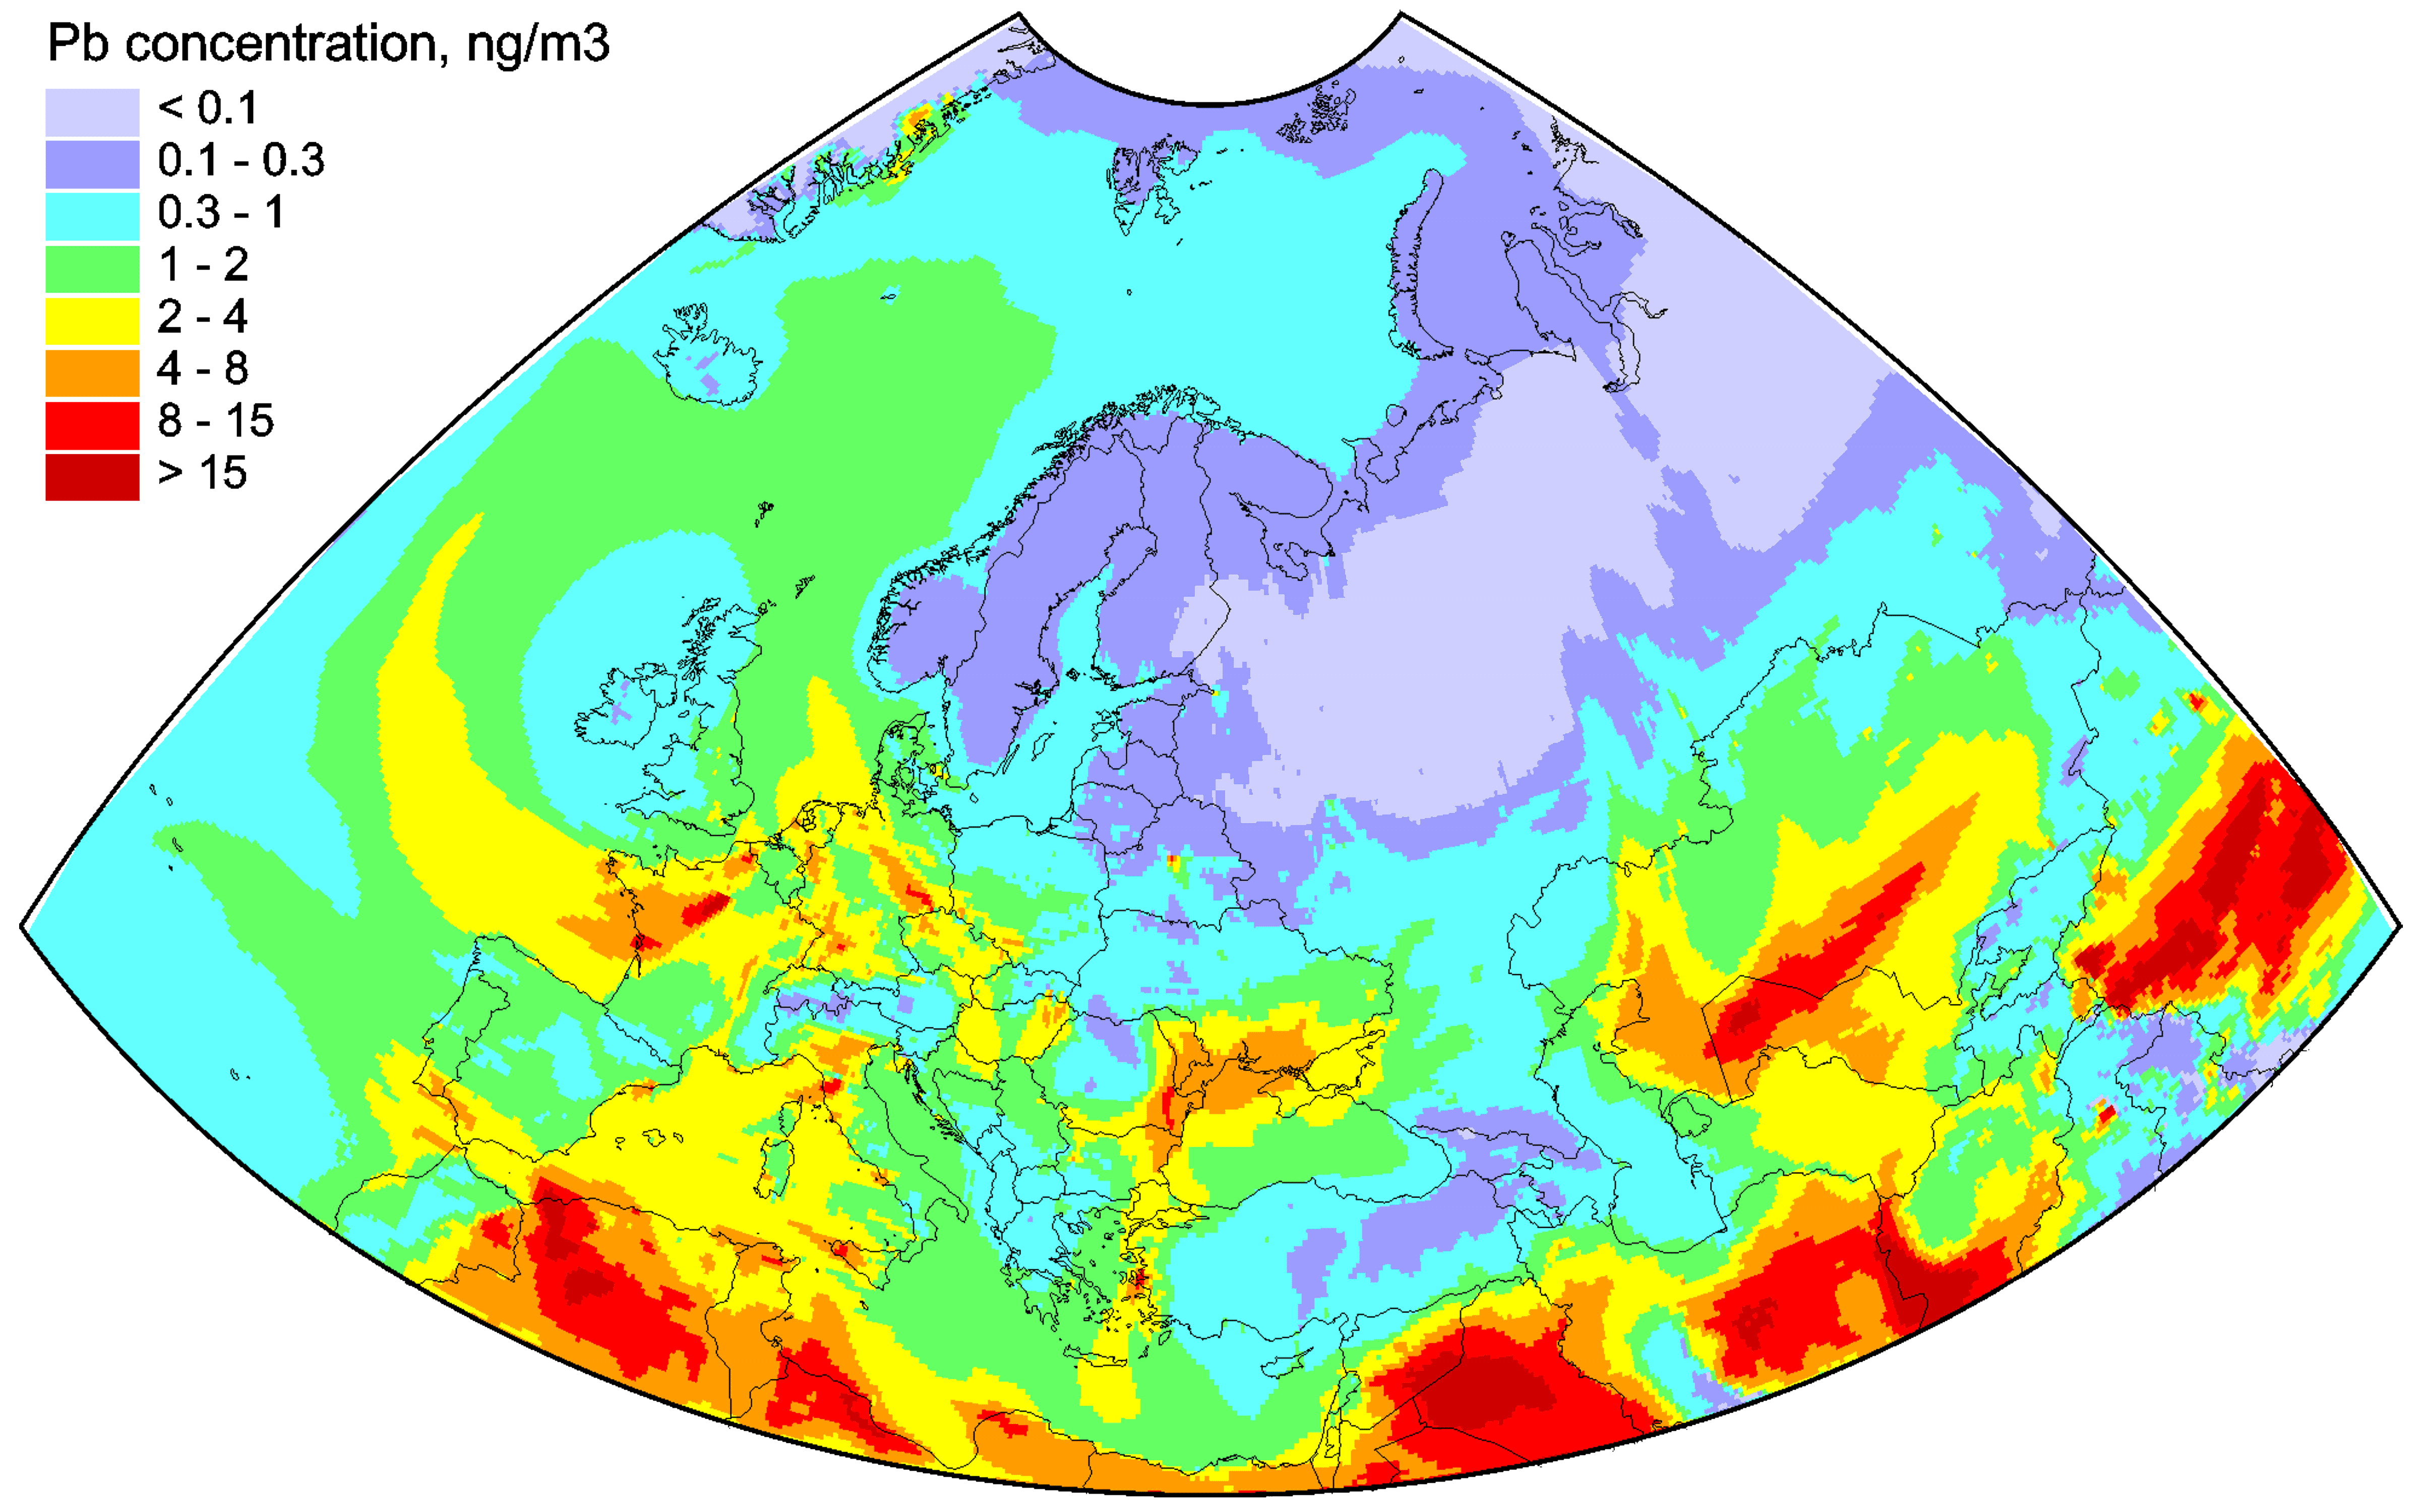 Pb concentration, ng/m3
< 0.1
0.1 - 0.3
0.3 - 1
1 - 2
2 - 4
4 - 8
8 - 15
> 15